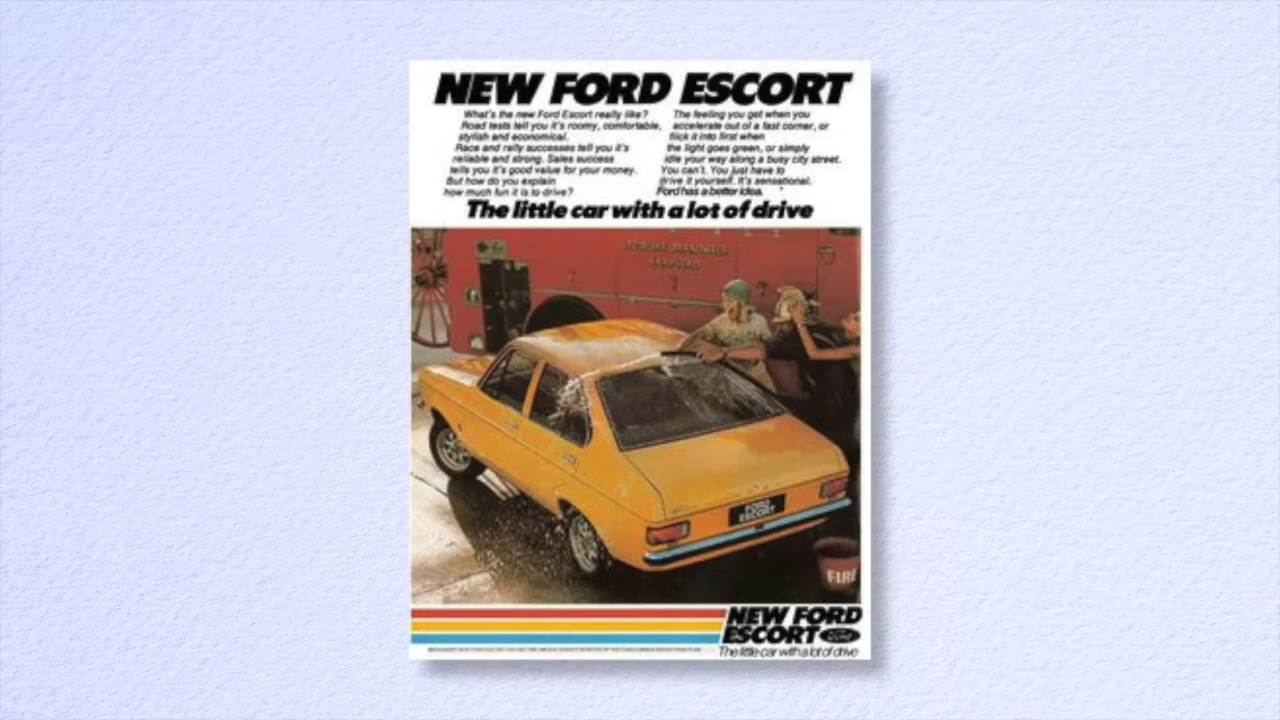 NEW FORD ESCORT
What's the new Ford Escort really like?
Road tests tell you it's roomy, comfortable,
stylish and economical.
Race and rally successes tell you it's
reliable and strong. Sales success
tells you it's good value for your money.
But how do you explain
how much fun it is to drive?
The feeling you get when you
accelerate out of a fast corner, or
flick it into first when
the light goes green, or simply
idle your way along a busy city street.
You can't. You just have to
drive it yourself. It's sensational.
Ford has a better idea.
The little car with a lot of drive
FORD
ESCORT
FIRE
NEW FORD
ESCORT Ford
The little car with a lot of drive